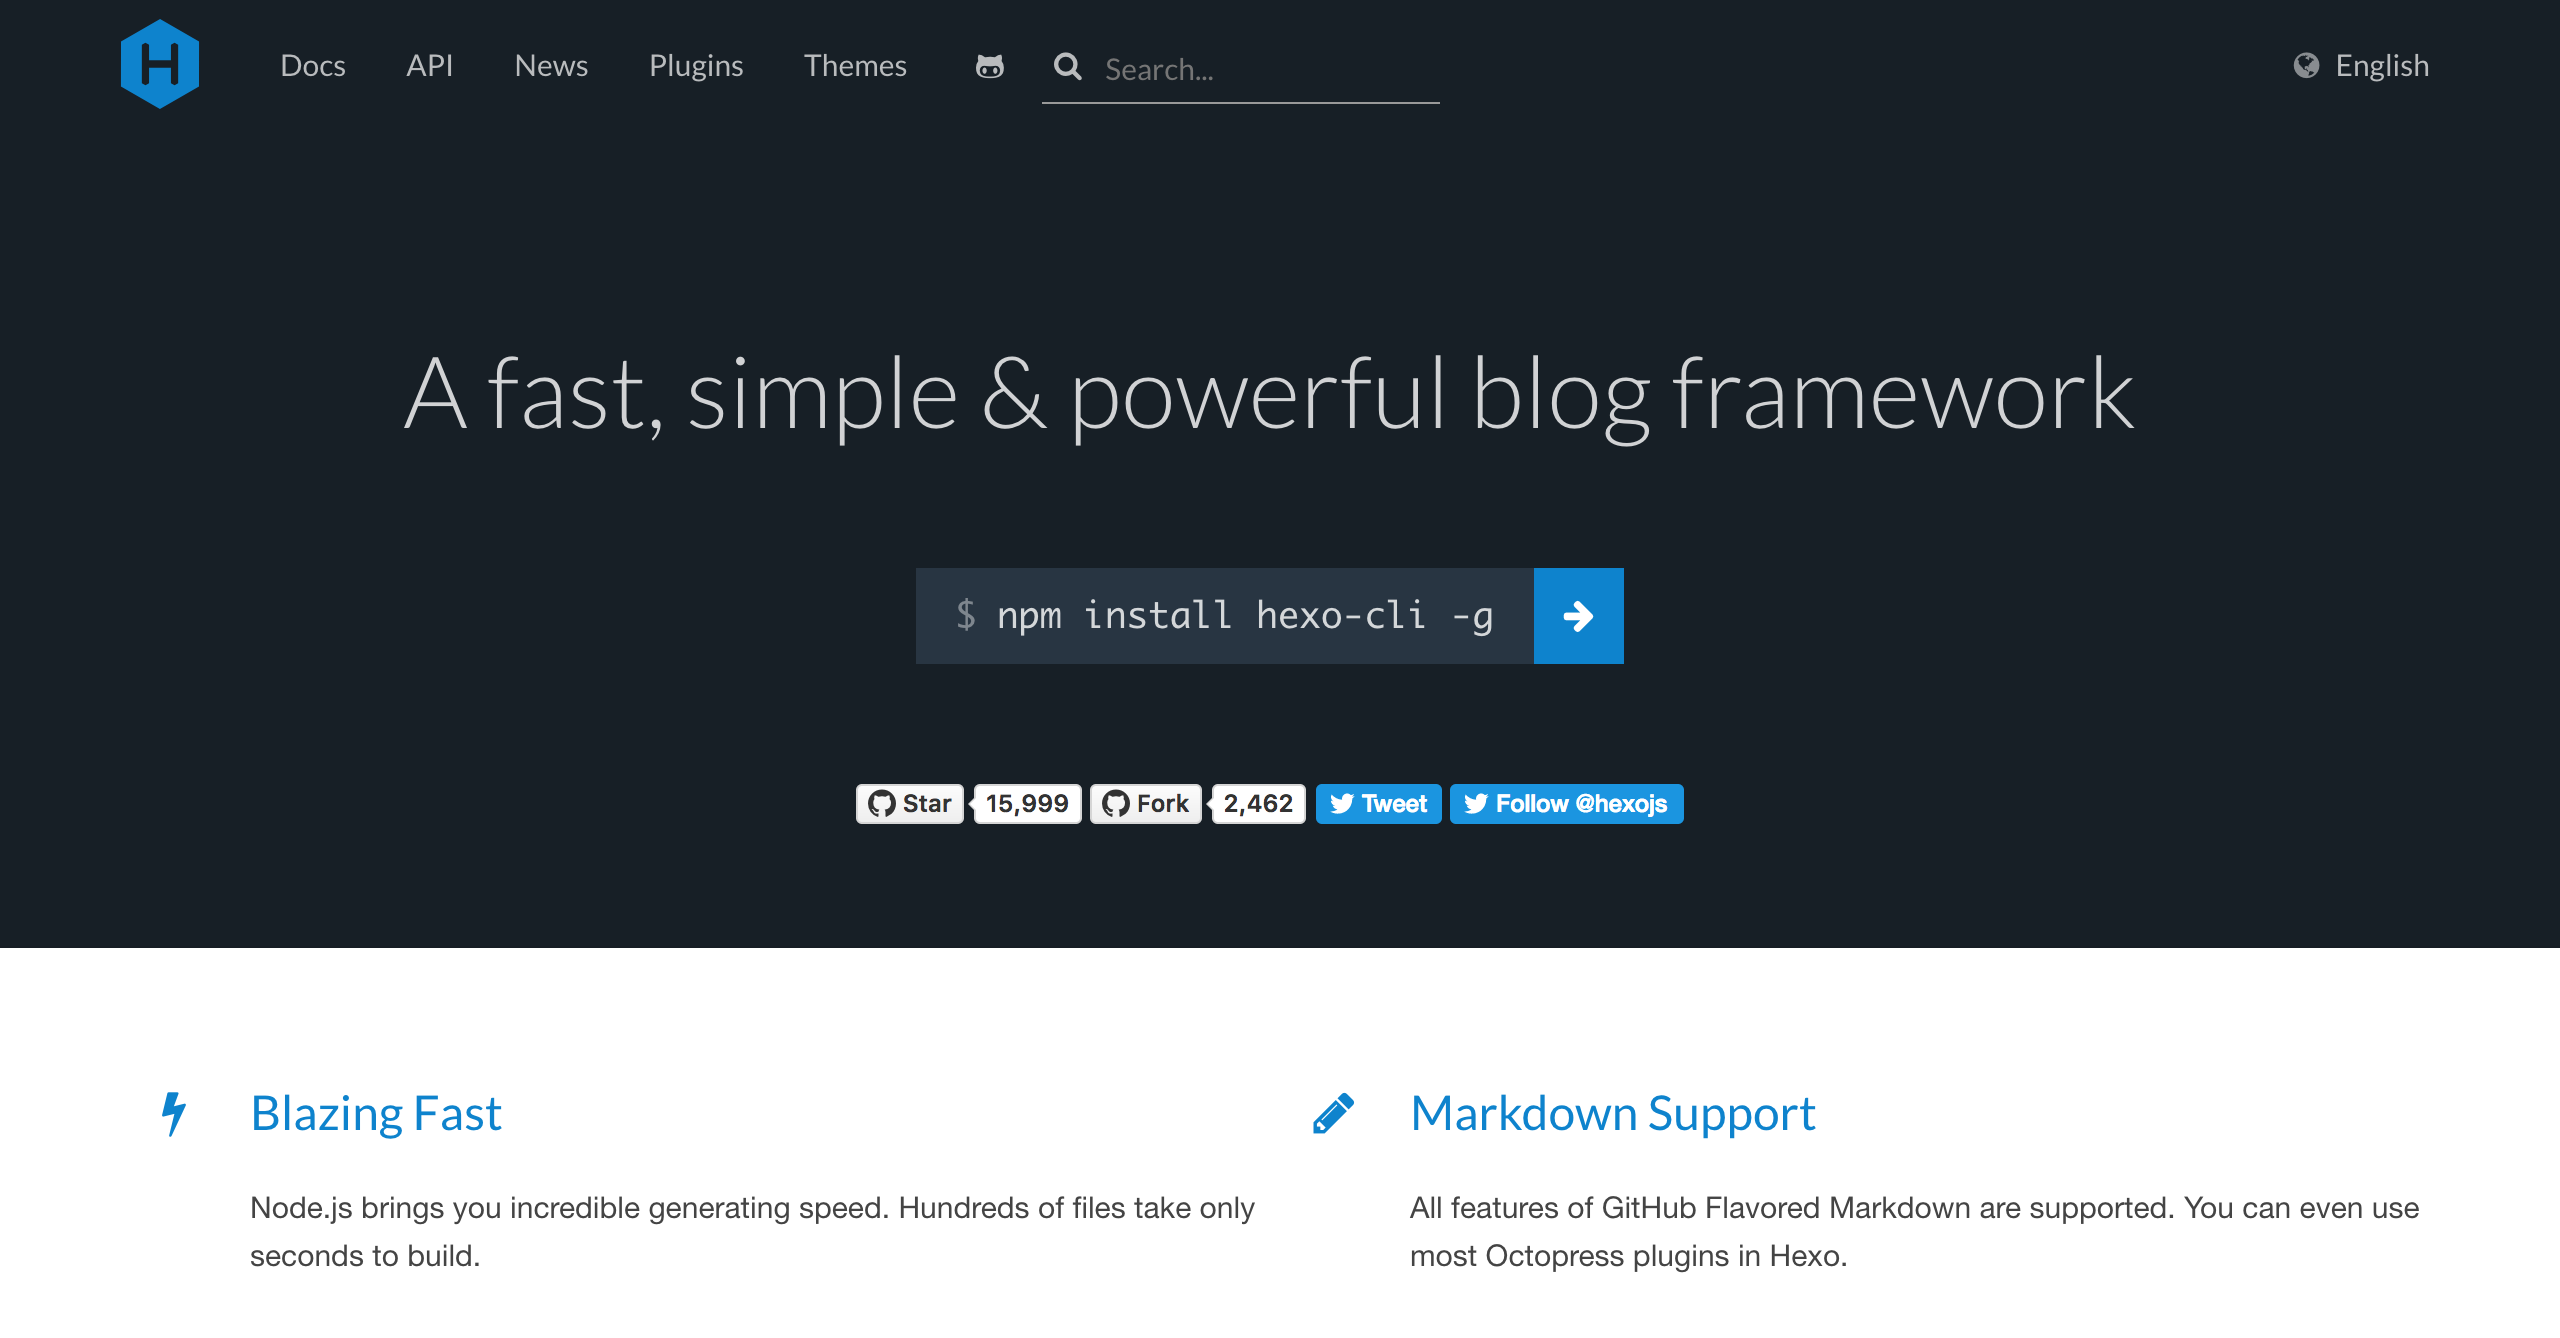 H
Docs API News Plugins Themes Search... English
A fast, simple & powerful blog framework
$ npm install hexo-cli -g
Star 15,999 Fork 2,462 Tweet Follow @hexojs
Blazing Fast
Node.js brings you incredible generating speed. Hundreds of files take only
seconds to build.
Markdown Support
All features of GitHub Flavored Markdown are supported. You can even use
most Octopress plugins in Hexo.